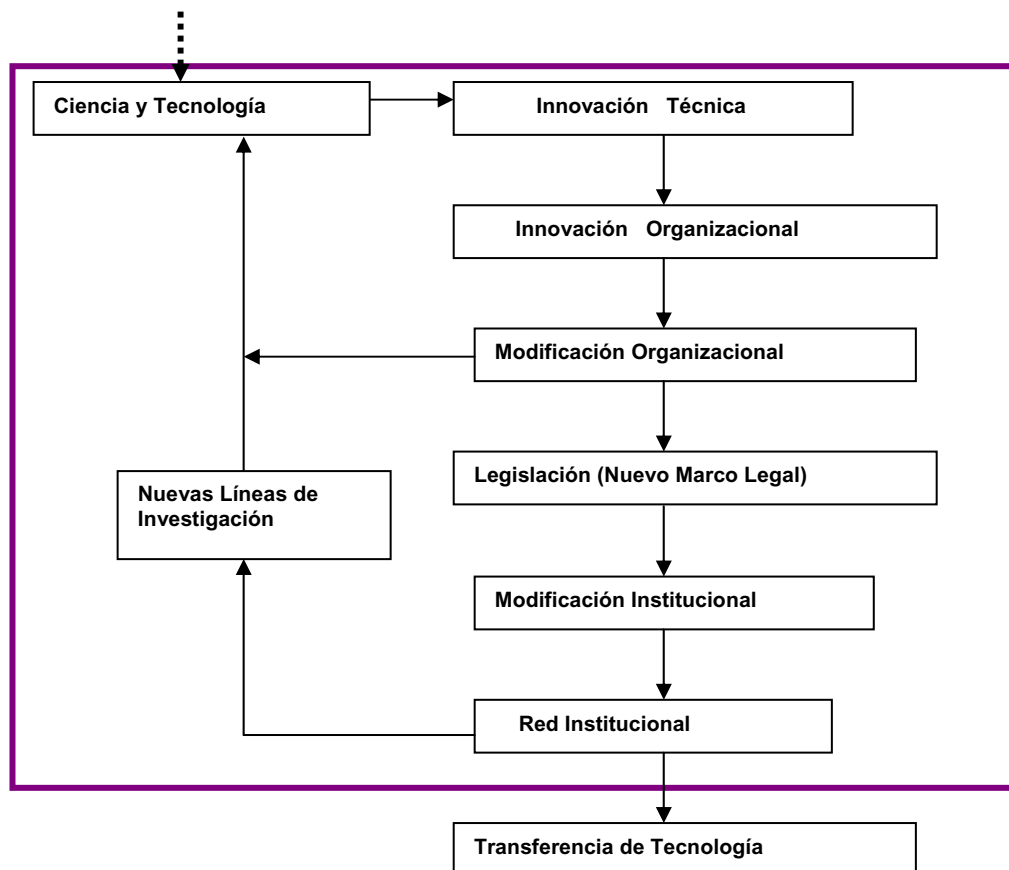 Ciencia y Tecnología
Innovación Técnica
Innovación Organizacional
Modificación Organizacional
Legislación (Nuevo Marco Legal)
Nuevas Líneas de
Investigación
Modificación Institucional
Red Institucional
Transferencia de Tecnología